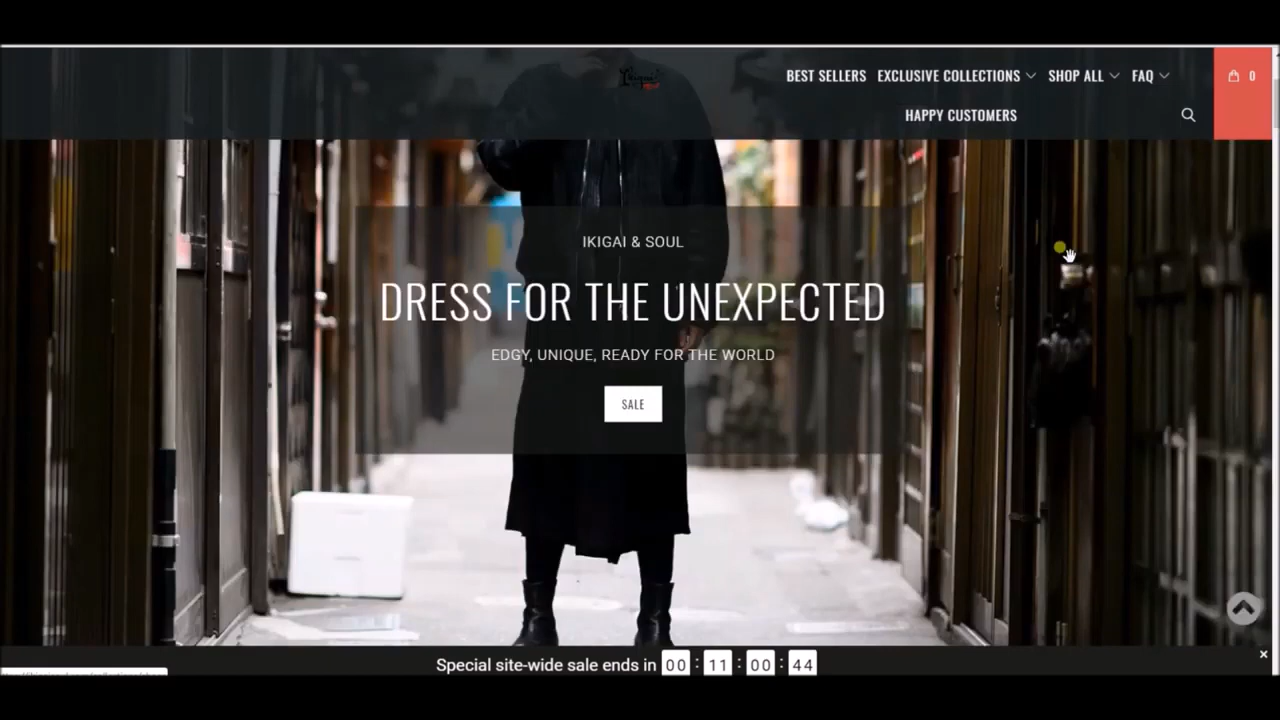 Ikigai
BEST SELLERS EXCLUSIVE COLLECTIONS SHOP ALL FAQ 0
HAPPY CUSTOMERS
IKIGAI & SOUL
DRESS FOR THE UNEXPECTED
EDGY, UNIQUE, READY FOR THE WORLD
SALE
Special site-wide sale ends in 00 : 11 : 00 : 44